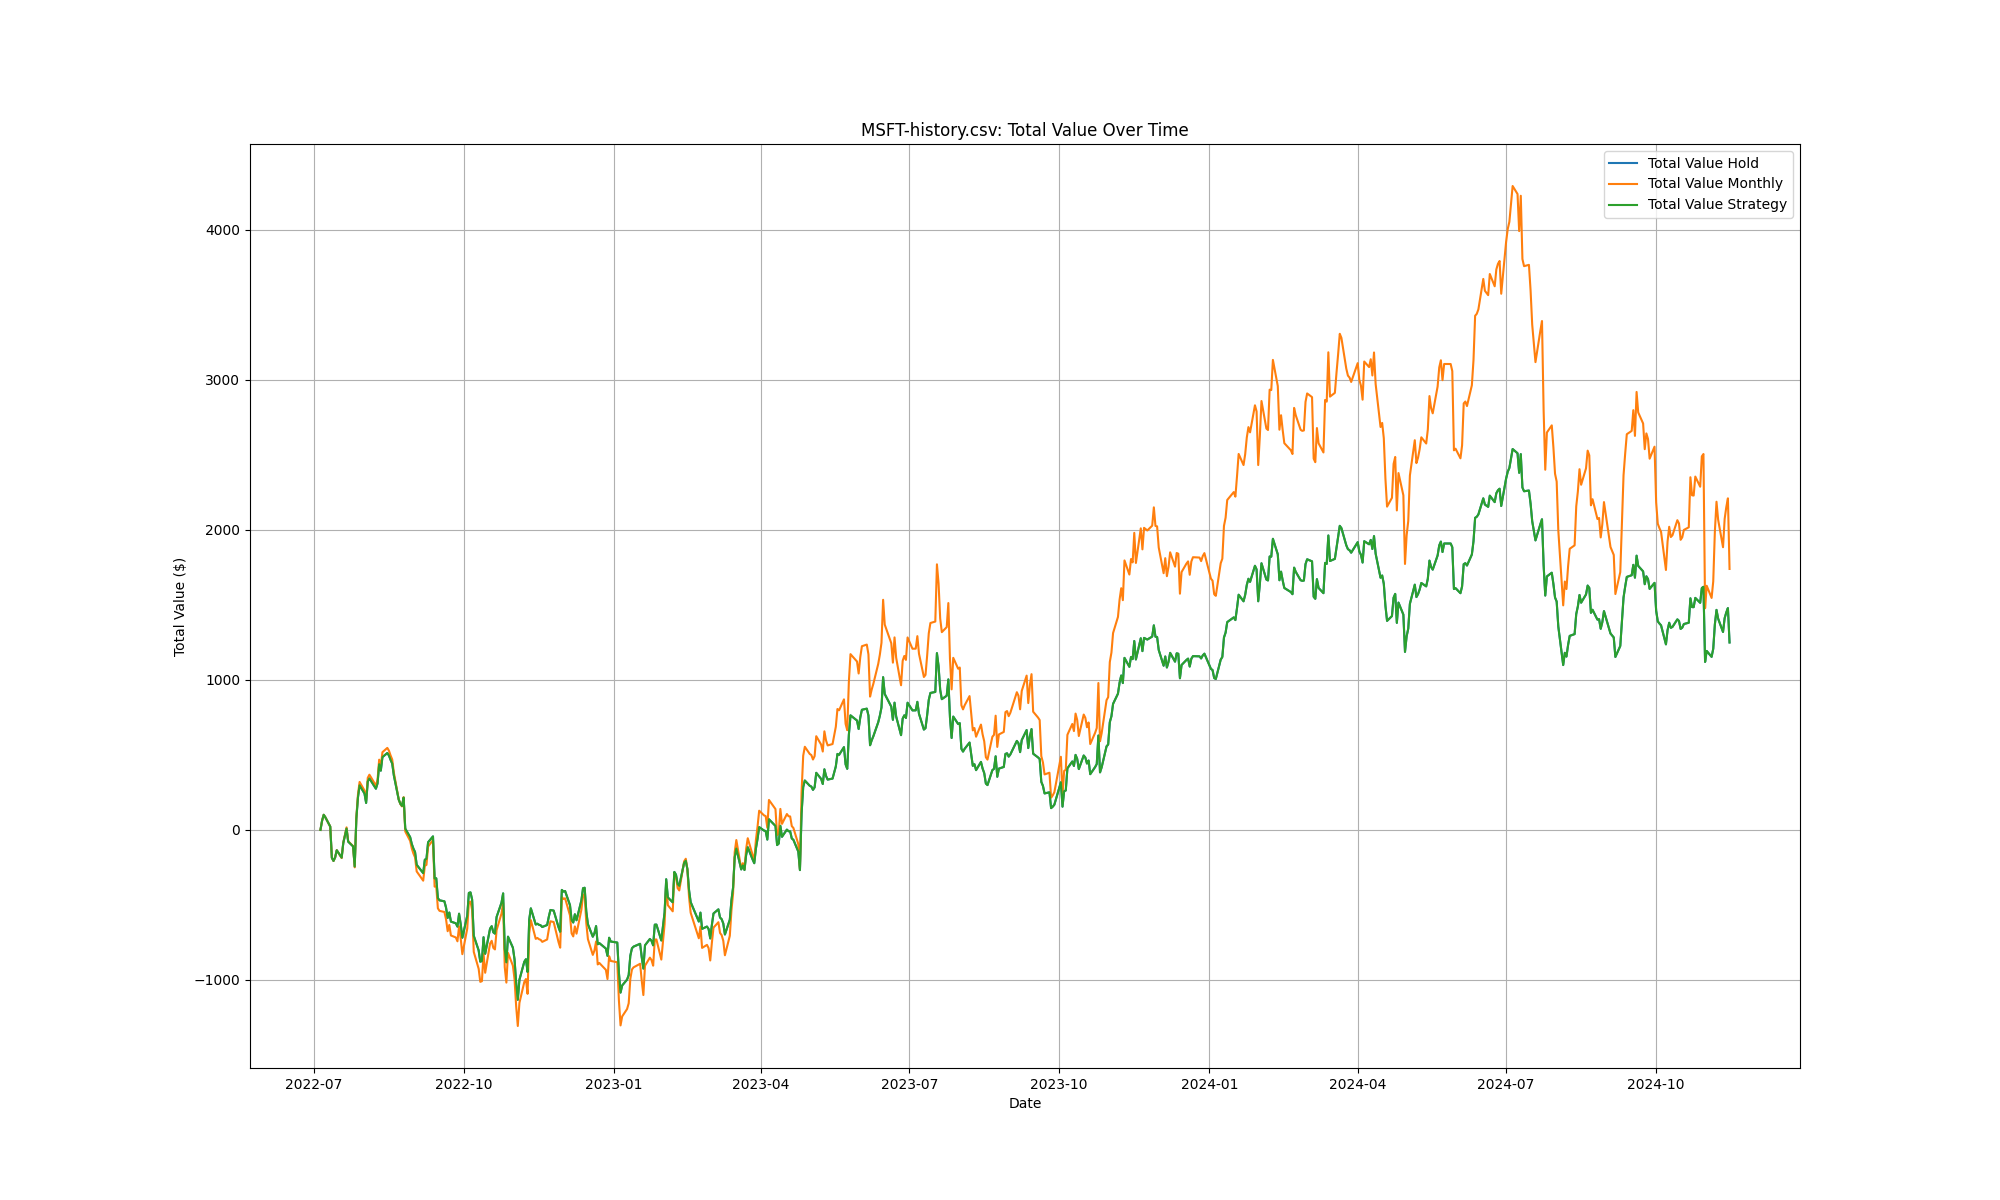 MSFT-history.csv: Total Value Over Time
Total Value Hold
Total Value Monthly
Total Value Strategy
Total Value ($)
4000
3000
2000
1000
0
−1000
2022-07
2022-10
2023-01
2023-04
2023-07
2023-10
2024-01
2024-04
2024-07
2024-10
Date